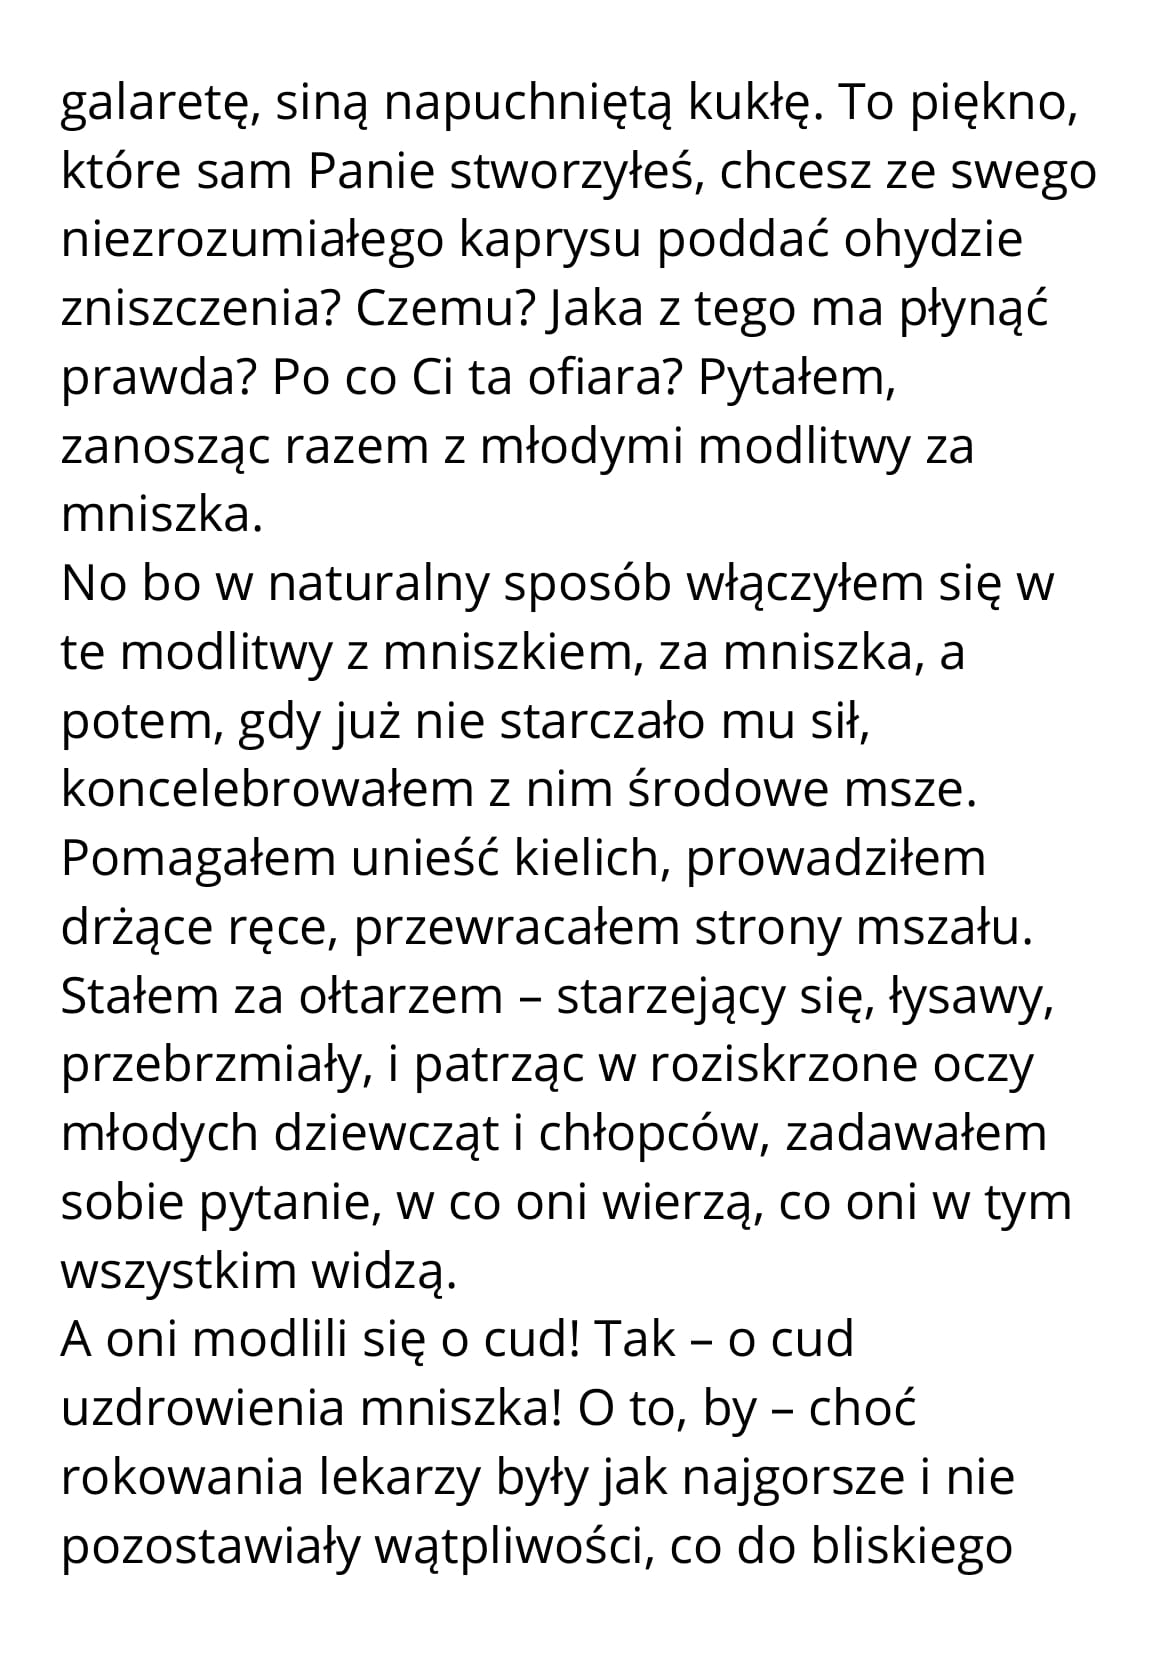 galaretę, siną napuchniętą kukłę. To piękno,
które sam Panie stworzyłeś, chcesz ze swego
niezrozumiałego kaprysu poddać ohydzie
zniszczenia? Czemu? Jaka z tego ma płynąć
prawda? Po co Ci ta ofiara? Pytałem,
zanosząc razem z młodymi modlitwy za
mniszka.
No bo w naturalny sposób włączyłem się w
te modlitwy z mniszkiem, za mniszka, a
potem, gdy już nie starczało mu sił,
koncelebrowałem z nim środowe msze.
Pomagałem unieść kielich, prowadziłem
drżące ręce, przewracałem strony mszału.
Stałem za ołtarzem – starzejący się, łysawy,
przebrzmiały, i patrząc w roziskrzone oczy
młodych dziewcząt i chłopców, zadawałem
sobie pytanie, w co oni wierzą, co oni w tym
wszystkim widzą.
A oni modlili się o cud! Tak – o cud
uzdrowienia mniszka! O to, by – choć
rokowania lekarzy były jak najgorsze i nie
pozostawiały wątpliwości, co do bliskiego